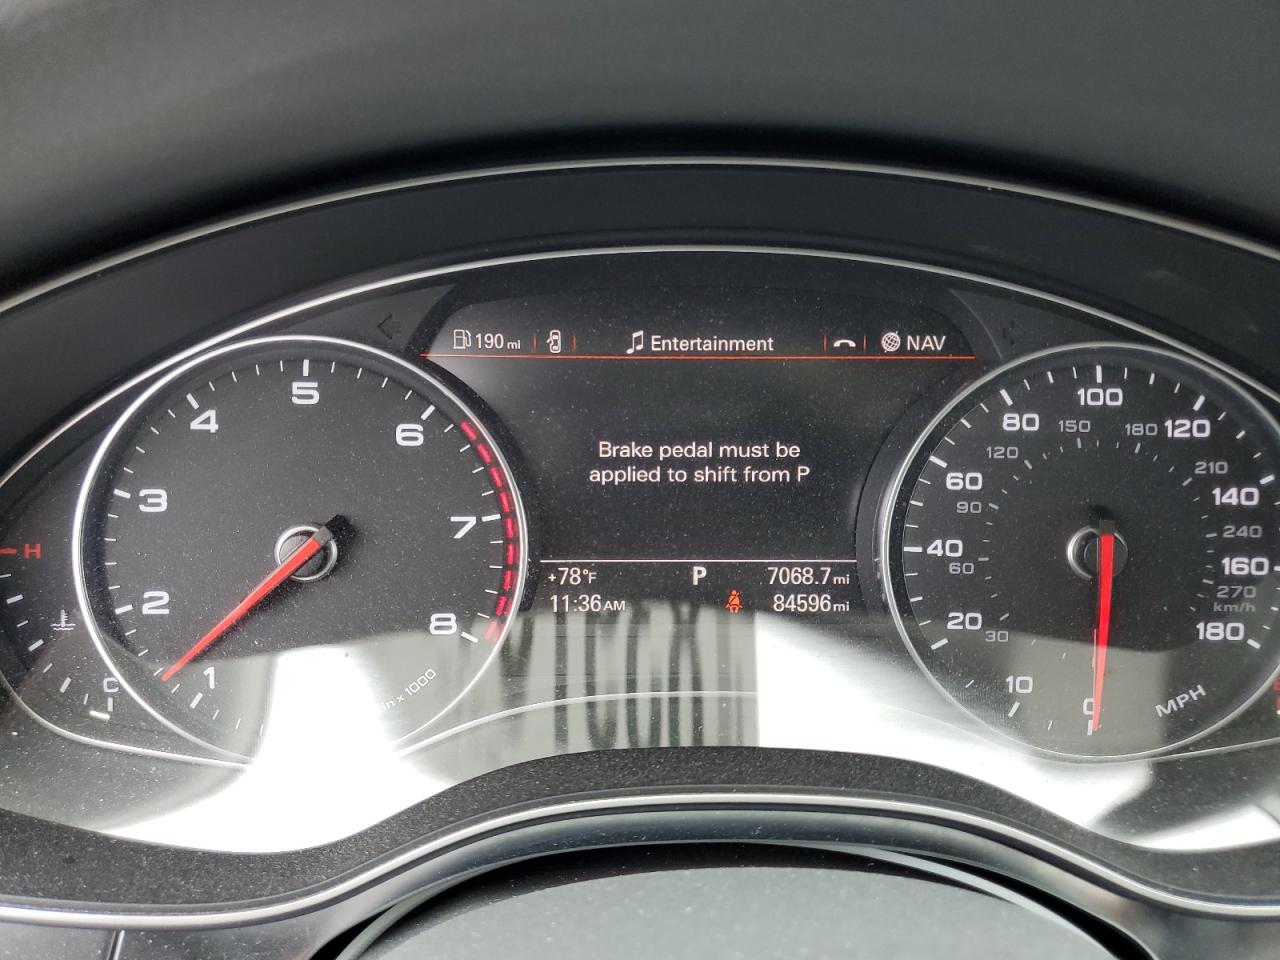 190 mi Entertainment NAV
Brake pedal must be
applied to shift from P
+78°F P 7068.7 mi
11:36 AM 84596 mi
H
C
1
2
3
4
5
6
7
8
in x 1000
0
10
20
40
60
80
100
120
140
160
180
MPH
30
60
90
120
150
180
210
240
270
km/h